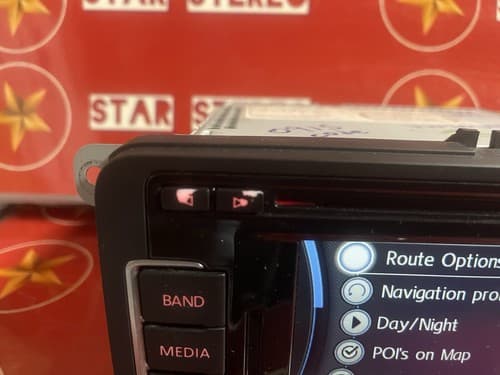 STAR STEREO
STAR
BAND
MEDIA
Route Options
Navigation pro
Day/Night
POI's on Map